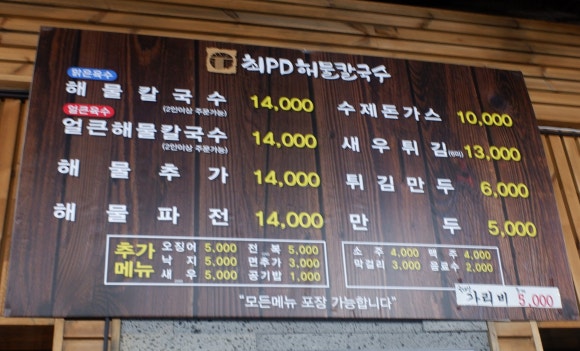 최PD해물칼국수
맑은육수
해물칼국수 14,000
(2인이상 주문가능)
얼큰육수
얼큰해물칼국수 14,000
(2인이상 주문가능)
해물추가 14,000
해물파전 14,000
수제돈가스 10,000
새우튀김 13,000
튀김만두 6,000
만두 5,000
추가메뉴
오징어 5,000 전복 5,000
낙지 5,000 면추가 3,000
새우 5,000 공기밥 1,000
소주 4,000 맥주 4,000
막걸리 3,000 음료수 2,000
가리비 5,000
"모든메뉴 포장 가능합니다"